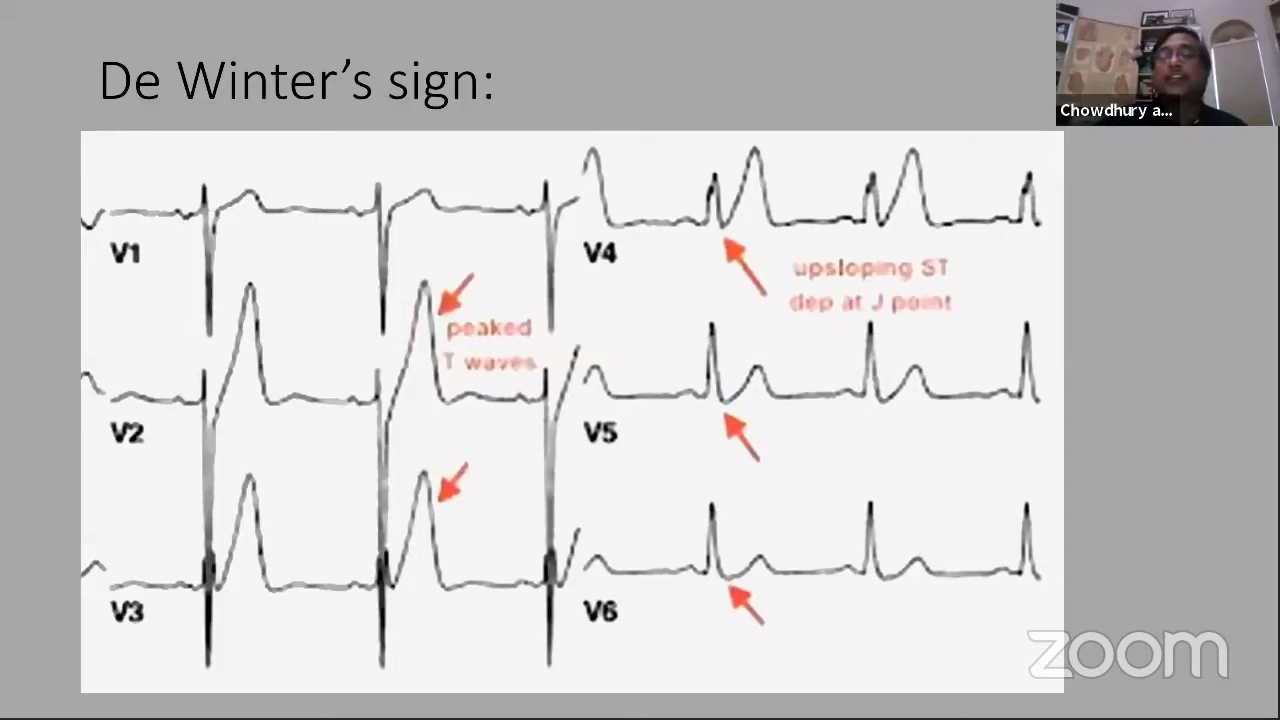 De Winter's sign:
Chowdhury a...
V1
V4
upsloping ST
dep at J point
peaked
T waves
V2
V5
V3
V6
zoom